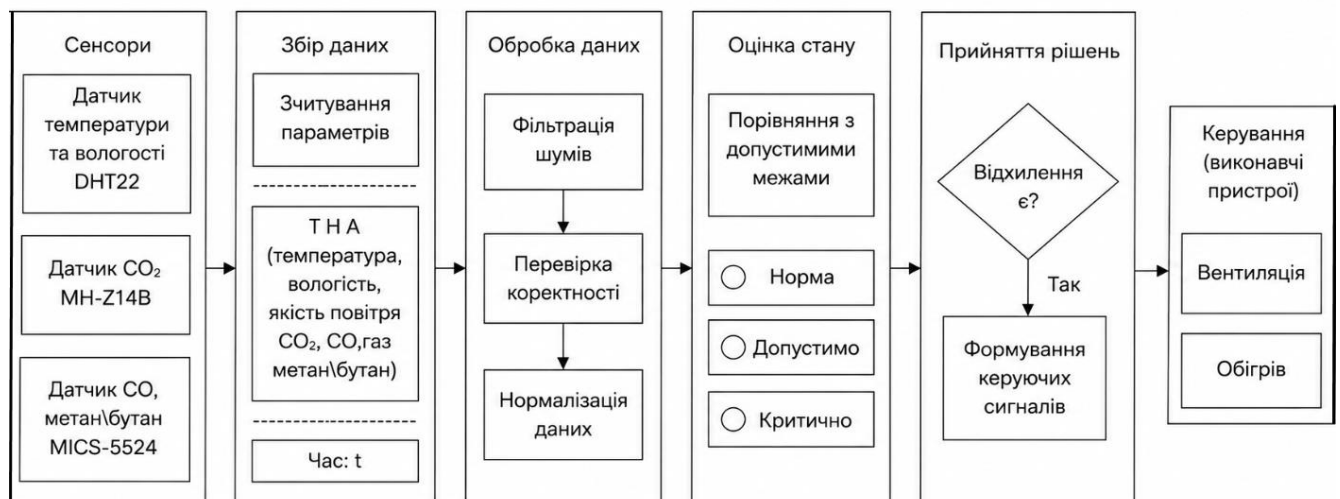 Сенсори
Датчик
температури
та вологості
DHT22
Датчик CO₂
MH-Z14B
Датчик CO,
метан\бутан
MICS-5524
Збір даних
Зчитування
параметрів
T H A
(температура,
вологість,
якість повітря
CO₂, CO,газ
метан\бутан)
Час: t
Обробка даних
Фільтрація
шумів
Перевірка
коректності
Нормалізація
даних
Оцінка стану
Порівняння з
допустимими
межами
Норма
Допустимо
Критично
Прийняття рішень
Відхилення
є?
Так
Формування
керуючих
сигналів
Керування
(виконавчі
пристрої)
Вентиляція
Обігрів